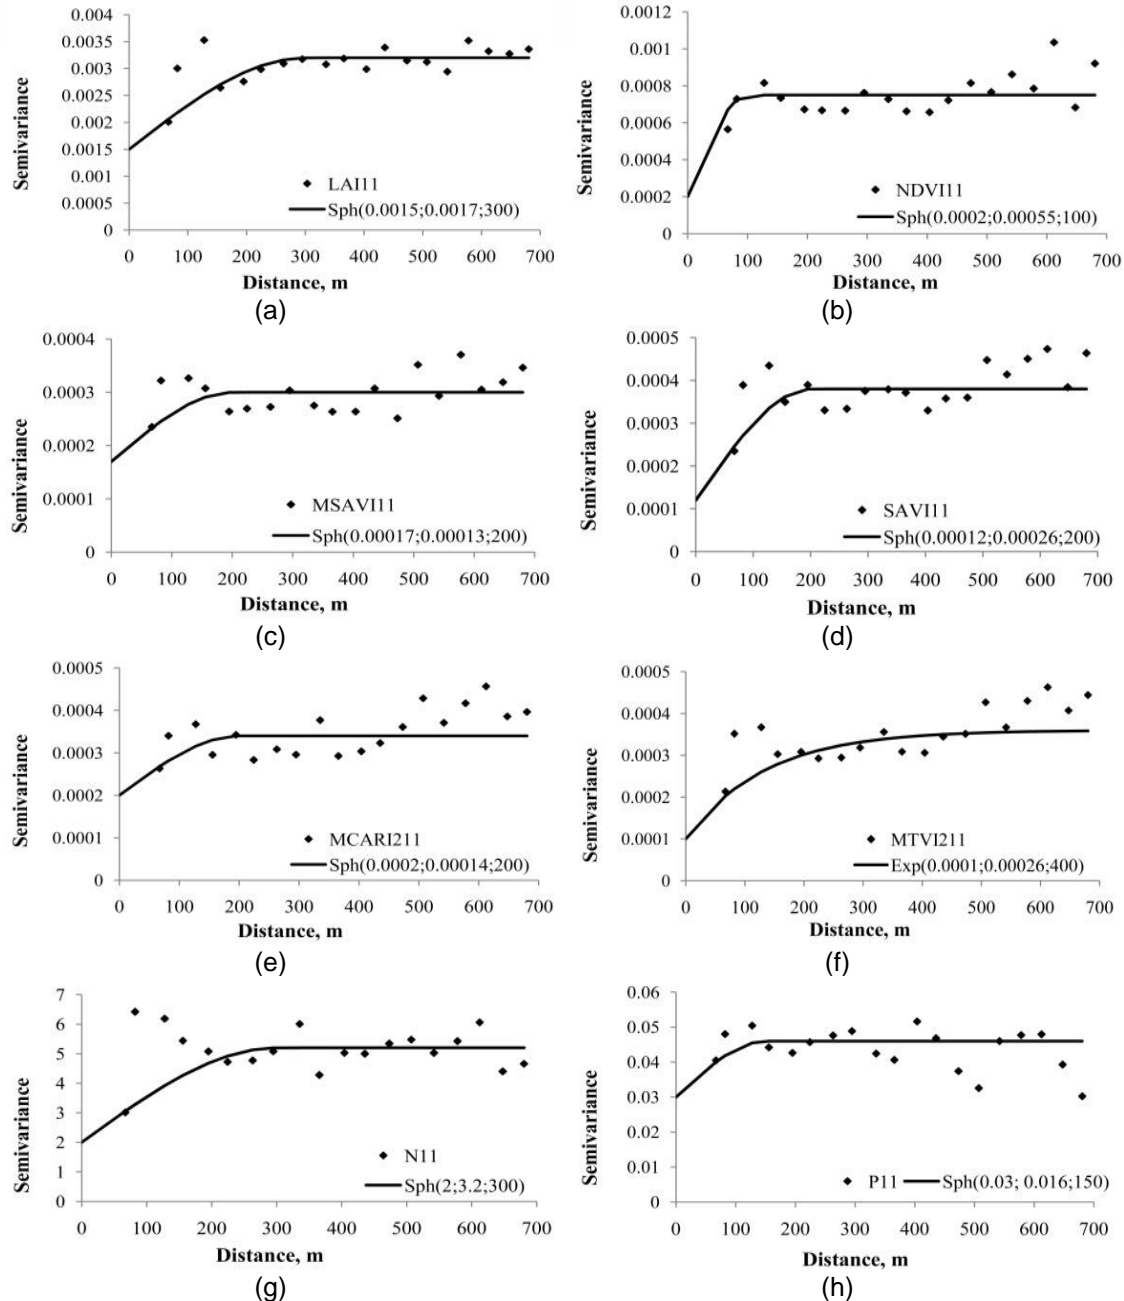 0.004
0.0035
0.003
0.0025
0.002
0.0015
0.001
0.0005
0
Semivariance
LAI11
Sph(0.0015;0.0017;300)
0 100 200 300 400 500 600 700
Distance, m
(a)
0.0012
0.001
0.0008
0.0006
0.0004
0.0002
0
Semivariance
NDVI11
Sph(0.0002;0.00055;100)
0 100 200 300 400 500 600 700
Distance, m
(b)
0.0004
0.0003
0.0002
0.0001
0
Semivariance
MSAVI11
Sph(0.00017;0.00013;200)
0 100 200 300 400 500 600 700
Distance, m
(c)
0.0005
0.0004
0.0003
0.0002
0.0001
0
Semivariance
SAVI11
Sph(0.00012;0.00026;200)
0 100 200 300 400 500 600 700
Distance, m
(d)
0.0005
0.0004
0.0003
0.0002
0.0001
0
Semivariance
MCARI211
Sph(0.0002;0.00014;200)
0 100 200 300 400 500 600 700
Distance, m
(e)
0.0005
0.0004
0.0003
0.0002
0.0001
0
Semivariance
MTVI211
Exp(0.0001;0.00026;400)
0 100 200 300 400 500 600 700
Distance, m
(f)
7
6
5
4
3
2
1
0
Semivariance
N11
Sph(2;3.2;300)
0 100 200 300 400 500 600 700
Distance, m
(g)
0.06
0.05
0.04
0.03
0.02
0.01
0
Semivariance
P11 Sph(0.03; 0.016;150)
0 100 200 300 400 500 600 700
Distance, m
(h)